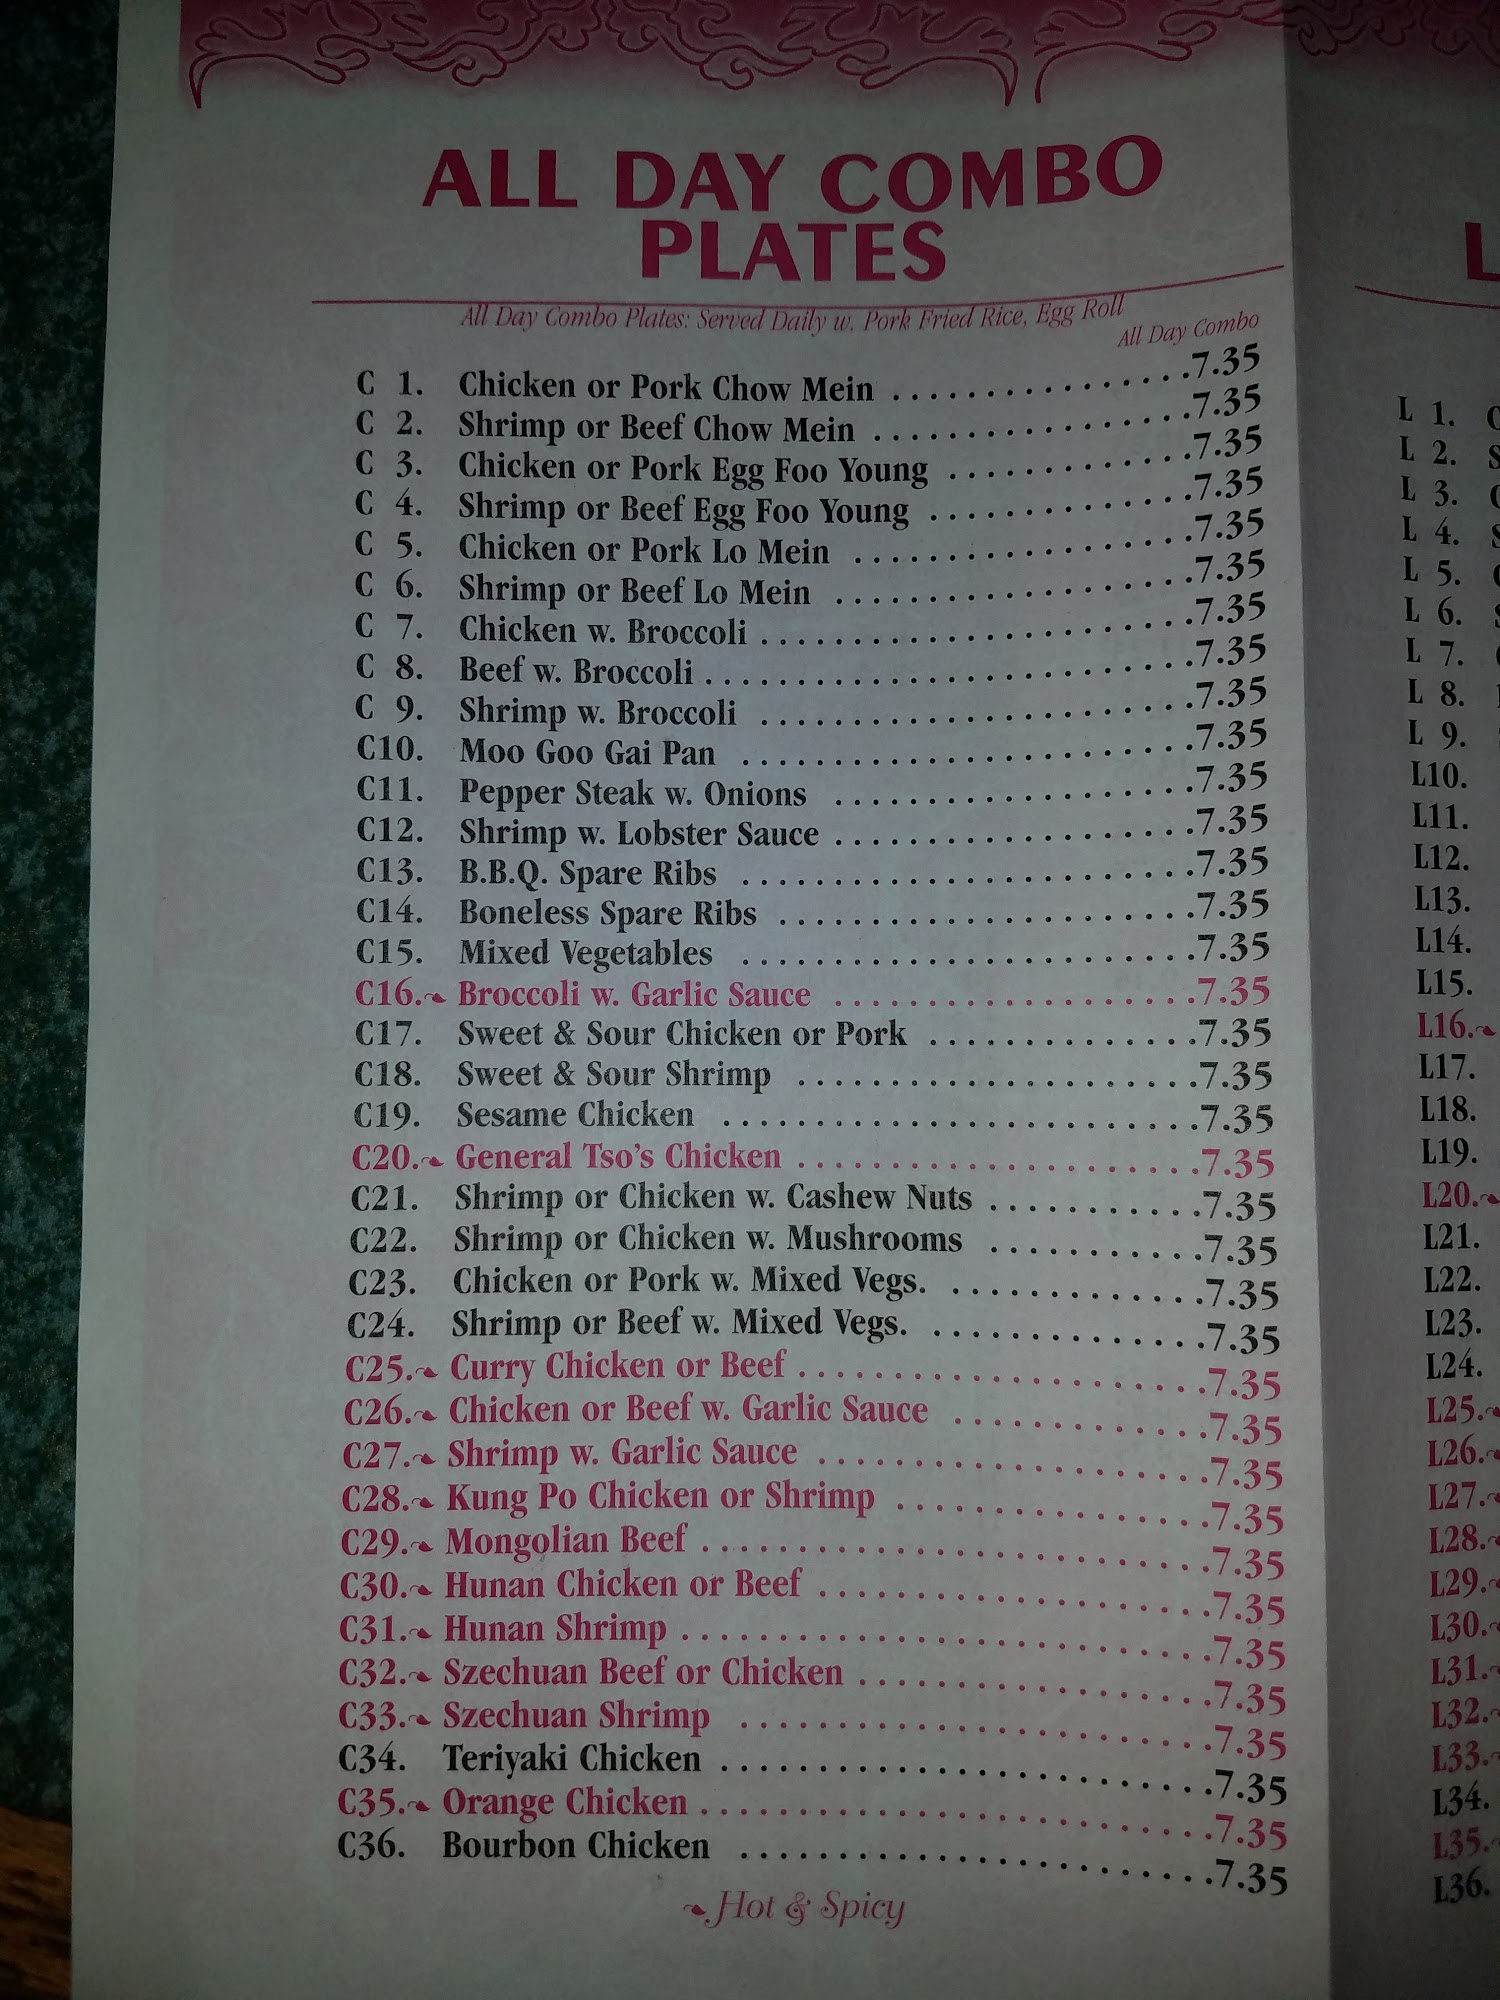 ALL DAY COMBO
PLATES
All Day Combo Plates: Served Daily w. Pork Fried Rice, Egg Roll
All Day Combo
C 1. Chicken or Pork Chow Mein ................7.35
C 2. Shrimp or Beef Chow Mein .................7.35
C 3. Chicken or Pork Egg Foo Young .............7.35
C 4. Shrimp or Beef Egg Foo Young ..............7.35
C 5. Chicken or Pork Lo Mein ..................7.35
C 6. Shrimp or Beef Lo Mein ...................7.35
C 7. Chicken w. Broccoli .......................7.35
C 8. Beef w. Broccoli ..........................7.35
C 9. Shrimp w. Broccoli .......................7.35
C10. Moo Goo Gai Pan ........................7.35
C11. Pepper Steak w. Onions ...................7.35
C12. Shrimp w. Lobster Sauce ...................7.35
C13. B.B.Q. Spare Ribs ........................7.35
C14. Boneless Spare Ribs ......................7.35
C15. Mixed Vegetables ........................7.35
C16. Broccoli w. Garlic Sauce ...................7.35
C17. Sweet & Sour Chicken or Pork ..............7.35
C18. Sweet & Sour Shrimp .....................7.35
C19. Sesame Chicken .........................7.35
C20. General Tso's Chicken .....................7.35
C21. Shrimp or Chicken w. Cashew Nuts ...........7.35
C22. Shrimp or Chicken w. Mushrooms ...........7.35
C23. Chicken or Pork w. Mixed Vegs. .............7.35
C24. Shrimp or Beef w. Mixed Vegs. ..............7.35
C25. Curry Chicken or Beef .....................7.35
C26. Chicken or Beef w. Garlic Sauce .............7.35
C27. Shrimp w. Garlic Sauce ....................7.35
C28. Kung Po Chicken or Shrimp ................7.35
C29. Mongolian Beef ..........................7.35
C30. Hunan Chicken or Beef ....................7.35
C31. Hunan Shrimp ...........................7.35
C32. Szechuan Beef or Chicken ..................7.35
C33. Szechuan Shrimp ........................7.35
C34. Teriyaki Chicken .........................7.35
C35. Orange Chicken ..........................7.35
C36. Bourbon Chicken ........................7.35
Hot & Spicy
L 1.
L 2.
L 3.
L 4.
L 5.
L 6.
L 7.
L 8.
L 9.
L10.
L11.
L12.
L13.
L14.
L15.
L16.
L17.
L18.
L19.
L20.
L21.
L22.
L23.
L24.
L25.
L26.
L27.
L28.
L29.
L30.
L31.
L32.
L33.
L34.
L35.
L36.